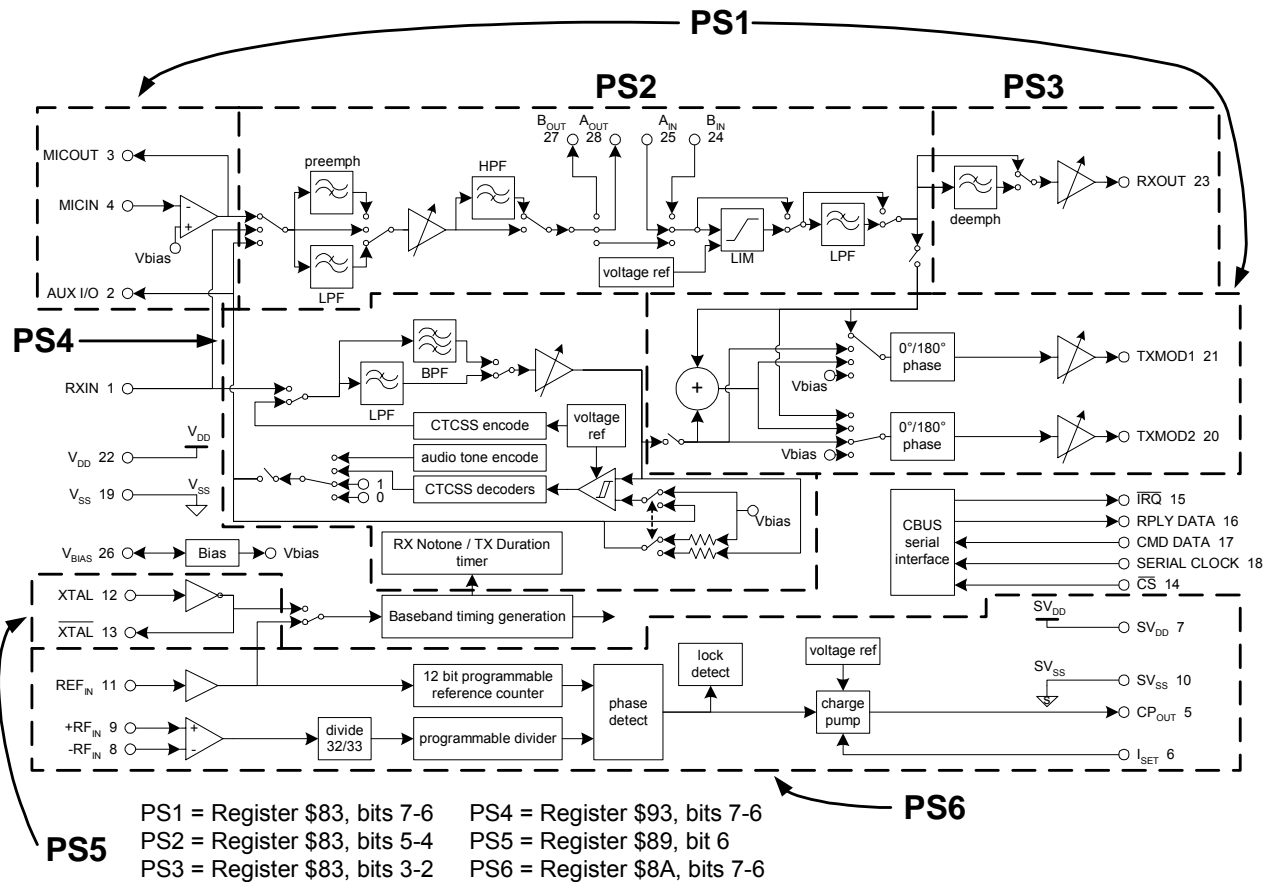 PS1
PS2
PS3
B_OUT 27
A_OUT 28
A_IN 25
B_IN 24
MICOUT 3
MICIN 4
Vbias
AUX I/O 2
preemph
LPF
HPF
voltage ref
LIM
LPF
deemph
RXOUT 23
PS4
RXIN 1
BPF
LPF
CTCSS encode
voltage ref
audio tone encode
CTCSS decoders
1
0
Vbias
+
Vbias
Vbias
0°/180° phase
0°/180° phase
TXMOD1 21
TXMOD2 20
V_DD 22
V_DD
V_SS 19
V_SS
V_BIAS 26
Bias
Vbias
RX Notone / TX Duration timer
CBUS serial interface
IRQ 15
RPLY DATA 16
CMD DATA 17
SERIAL CLOCK 18
CS 14
XTAL 12
XTAL 13
Baseband timing generation
REF_IN 11
+RF_IN 9
-RF_IN 8
+
-
divide 32/33
12 bit programmable reference counter
programmable divider
phase detect
lock detect
voltage ref
charge pump
SV_DD
SV_DD 7
SV_SS
S
SV_SS 10
CP_OUT 5
I_SET 6
PS5
PS6
PS1 = Register $83, bits 7-6
PS2 = Register $83, bits 5-4
PS3 = Register $83, bits 3-2
PS4 = Register $93, bits 7-6
PS5 = Register $89, bit 6
PS6 = Register $8A, bits 7-6